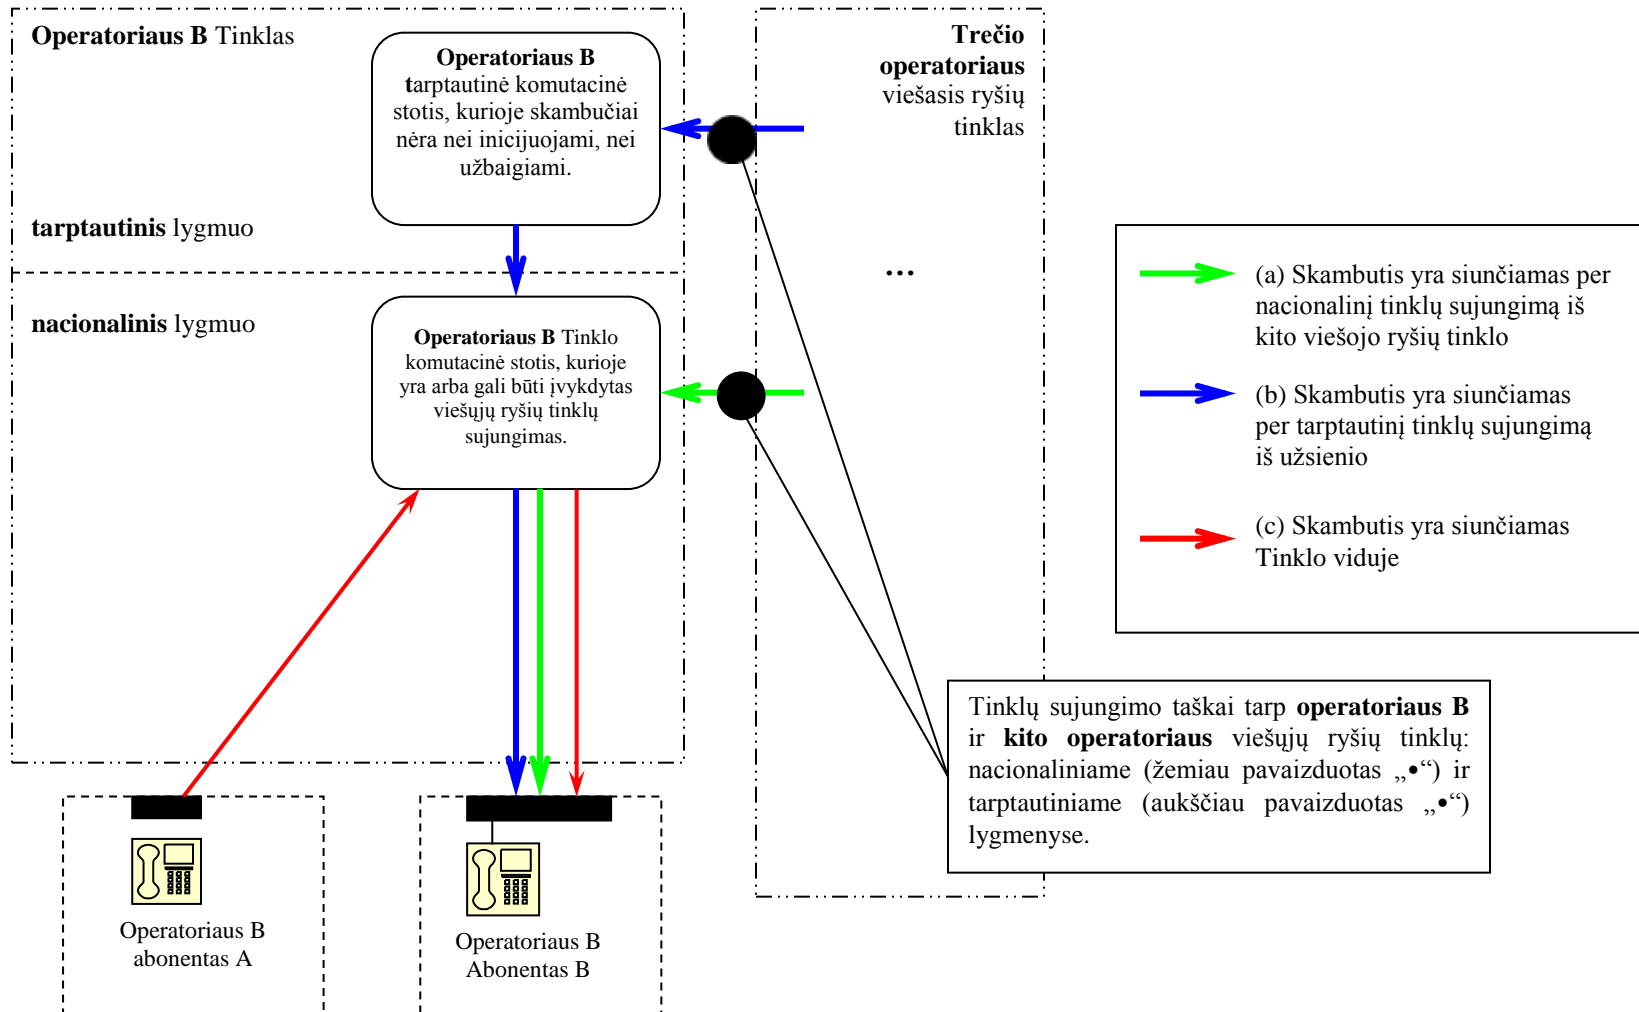 Operatoriaus B Tinklas
Operatoriaus B
tarptautinė komutacinė
stotis, kurioje skambučiai
nėra nei inicijuojami, nei
užbaigiami.
Trečio
operatoriaus
viešasis ryšių
tinklas
tarptautinis lygmuo
...
nacionalinis lygmuo
Operatoriaus B Tinklo
komutacinė stotis, kurioje
yra arba gali būti įvykdytas
viešųjų ryšių tinklų
sujungimas.
(a) Skambutis yra siunčiamas per
nacionalinį tinklų sujungimą iš
kito viešojo ryšių tinklo
(b) Skambutis yra siunčiamas
per tarptautinį tinklų sujungimą
iš užsienio
(c) Skambutis yra siunčiamas
Tinklo viduje
Tinklų sujungimo taškai tarp operatoriaus B
ir kito operatoriaus viešųjų ryšių tinklų:
nacionaliniame (žemiau pavaizduotas „•“) ir
tarptautiniame (aukščiau pavaizduotas „•“)
lygmenyse.
Operatoriaus B
abonentas A
Operatoriaus B
Abonentas B